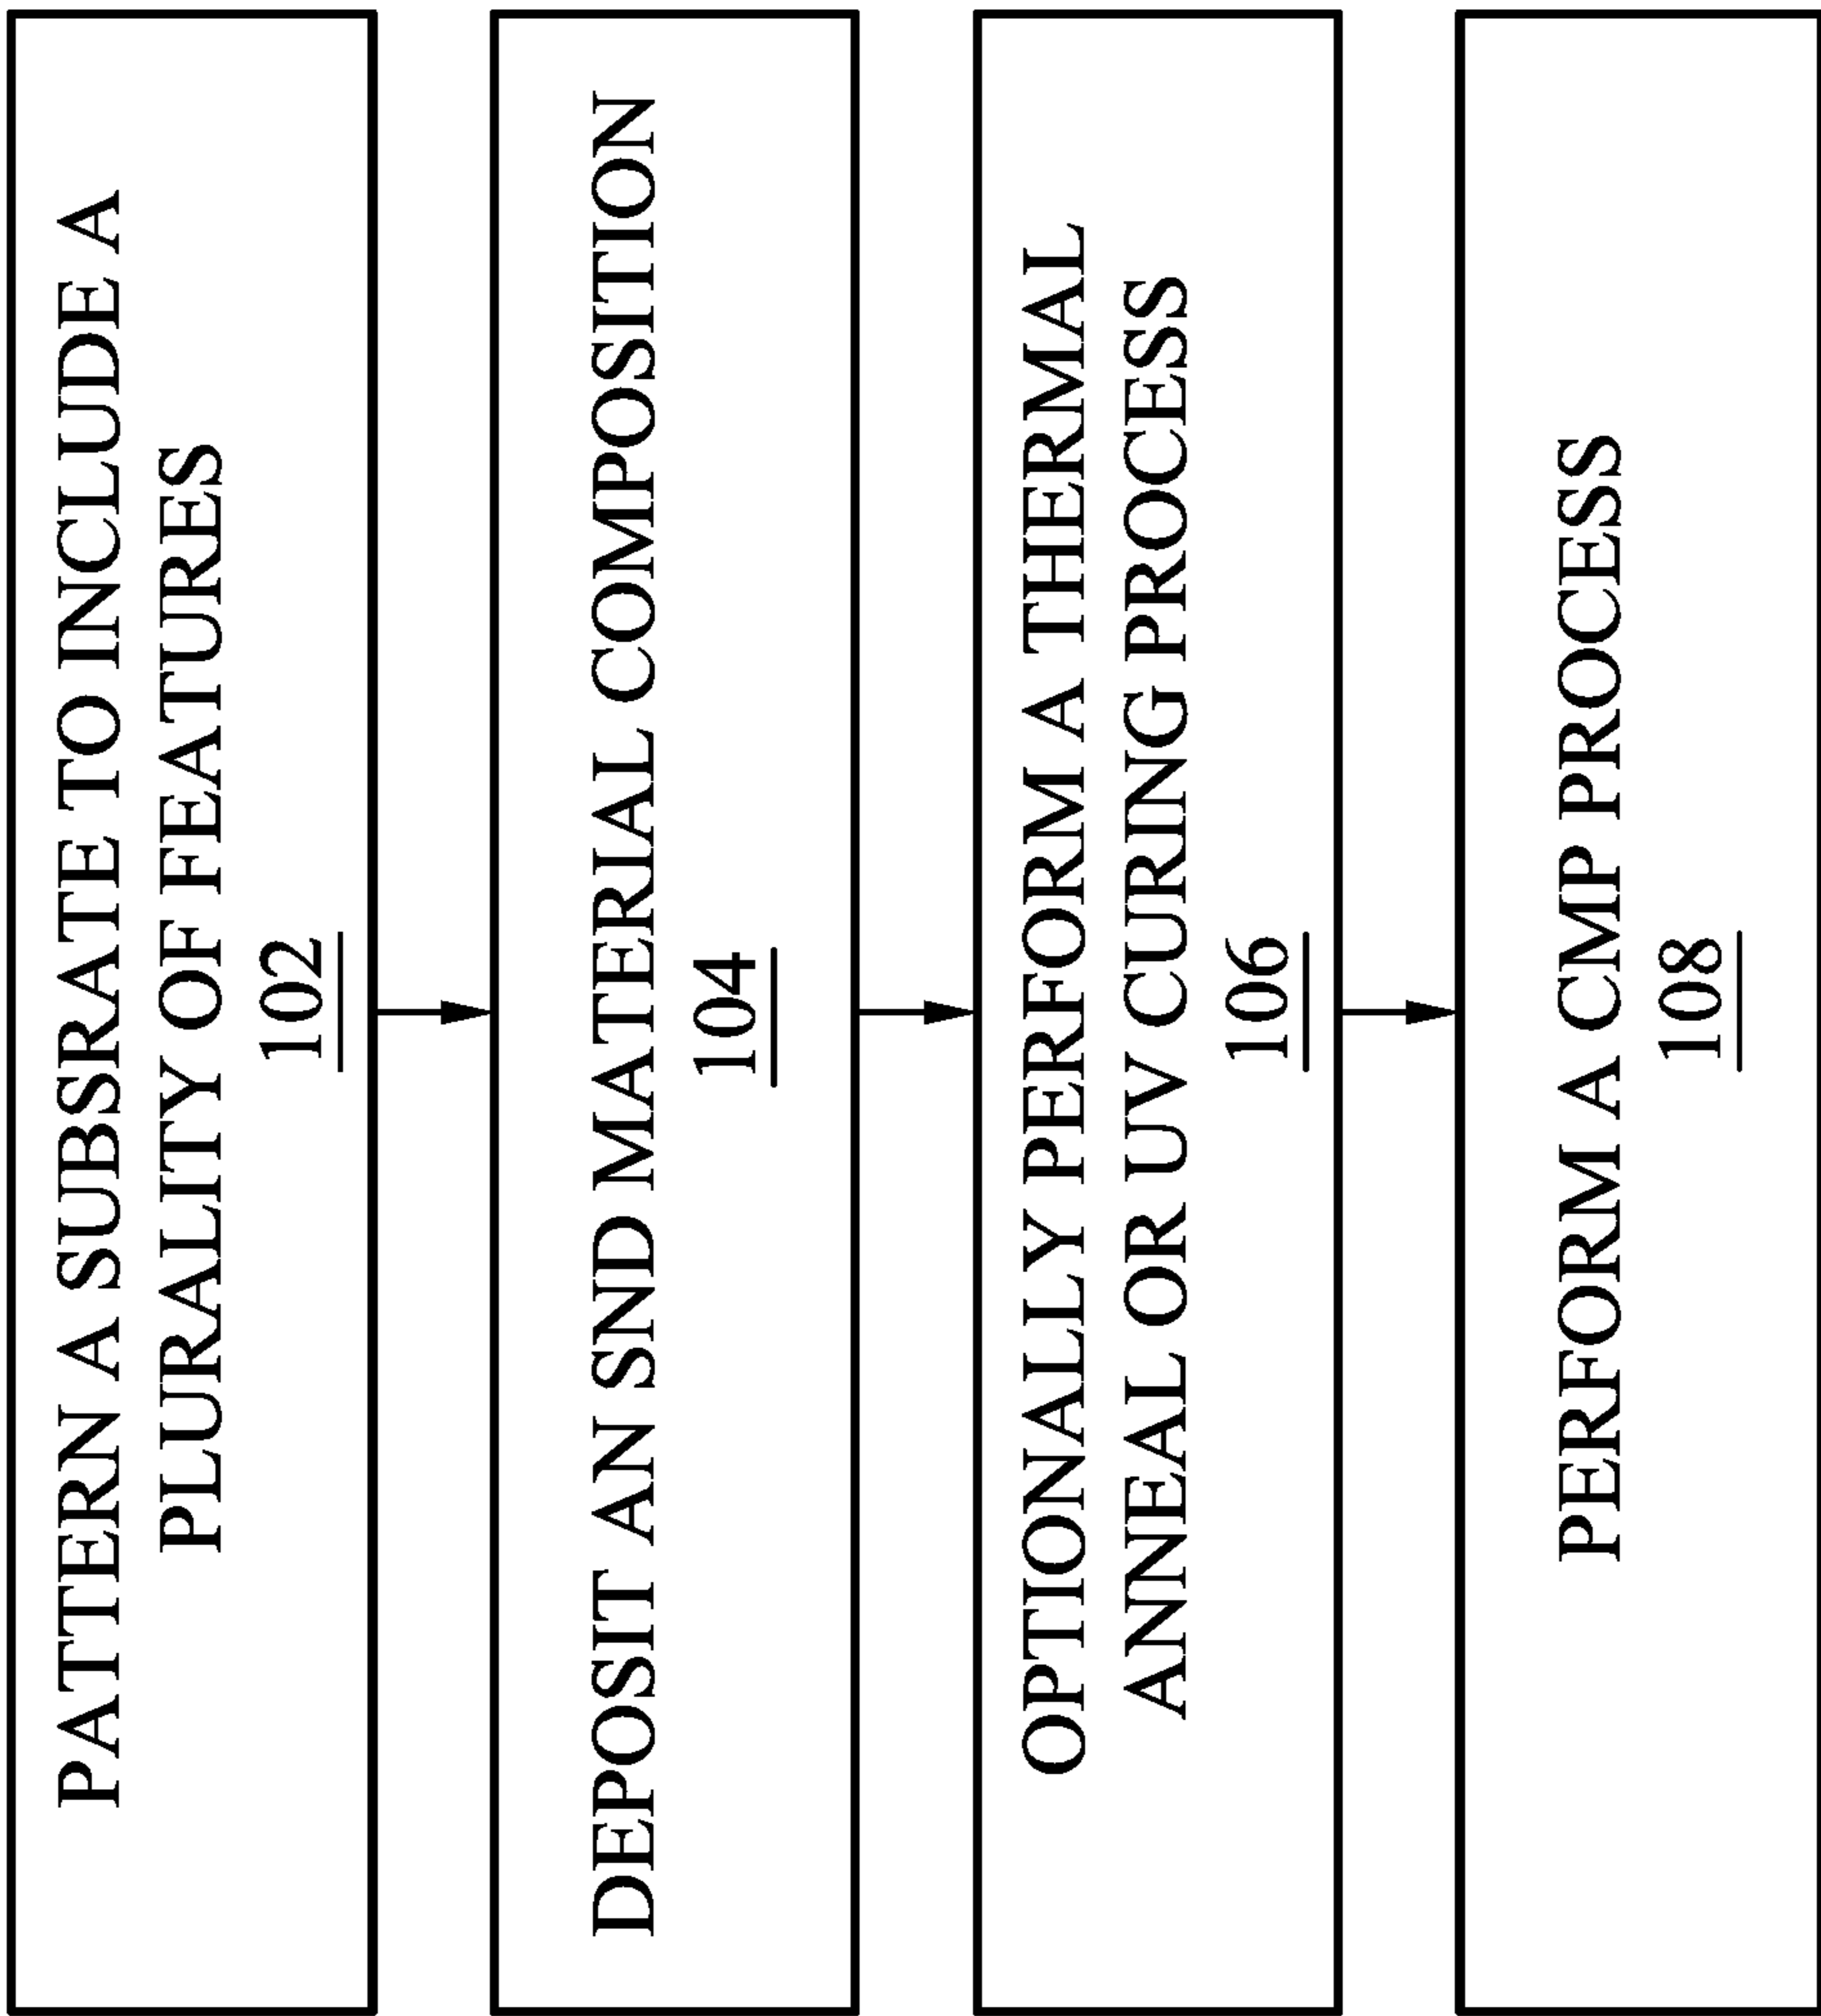 PATTERN A SUBSRATE TO INCLUDE A
PLURALITY OF FEATURES
102
DEPOSIT AN SND MATERIAL COMPOSITION
104
OPTIONALLY PERFORM A THERMAL
ANNEAL OR UV CURING PROCESS
106
PERFORM A CMP PROCESS
108